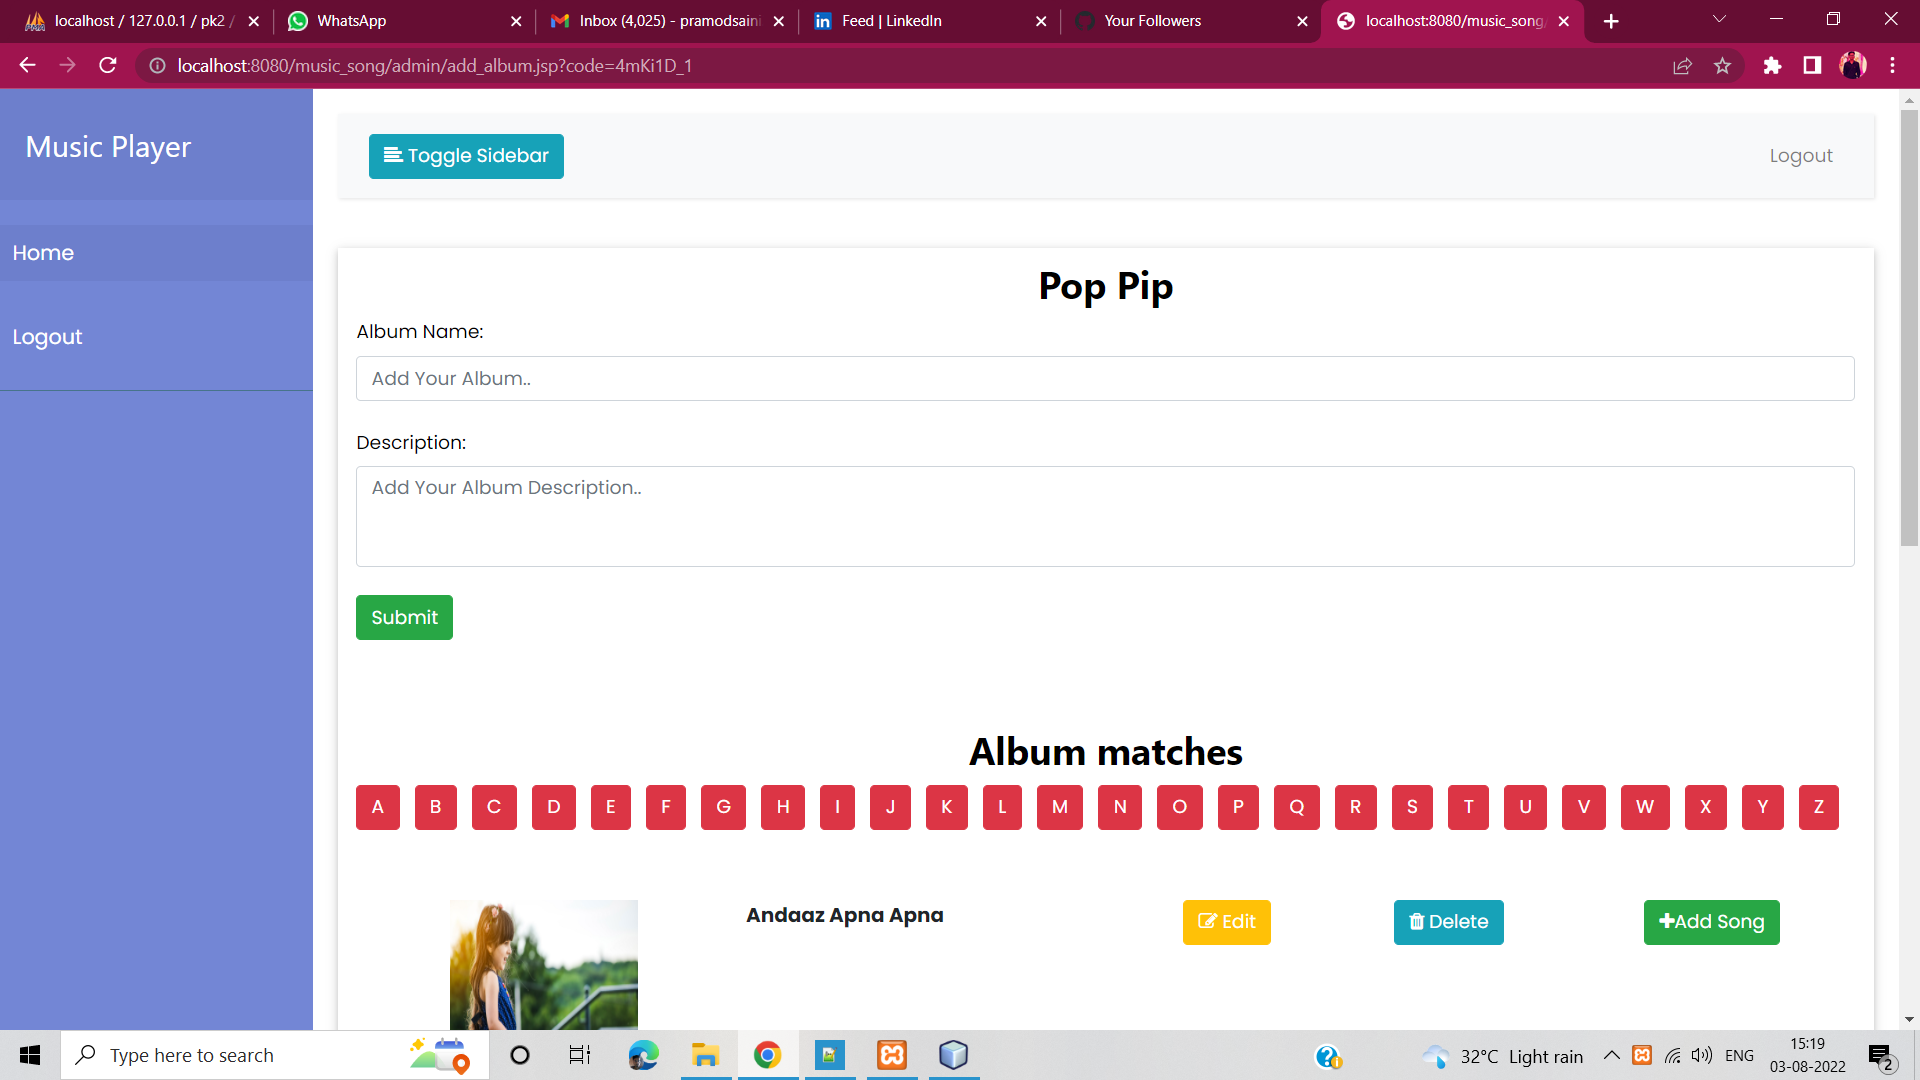 localhost / 127.0.0.1 / pk2 /
WhatsApp
Inbox (4,025) - pramodsaini
Feed | LinkedIn
Your Followers
localhost:8080/music_song/
localhost:8080/music_song/admin/add_album.jsp?code=4mKi1D_1
Music Player
Home
Logout
Toggle Sidebar
Logout
Pop Pip
Album Name:
Add Your Album..
Description:
Add Your Album Description..
Submit
Album matches
A B C D E F G H I J K L M N O P Q R S T U V W X Y Z
Andaaz Apna Apna
Edit
Delete
Add Song
Type here to search
32°C Light rain
ENG
15:19
03-08-2022
2